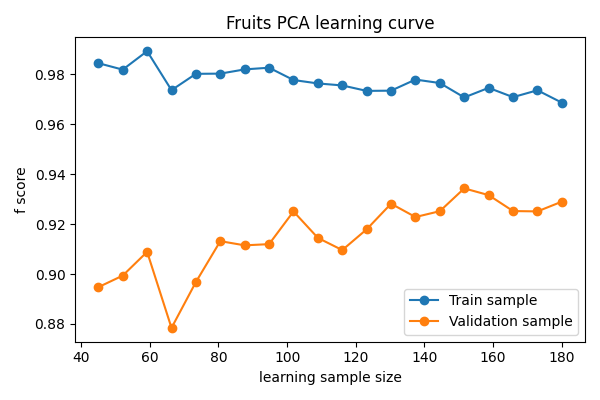 Fruits PCA learning curve
f score
0.98
0.96
0.94
0.92
0.90
0.88
40
60
80
100
120
140
160
180
learning sample size
Train sample
Validation sample